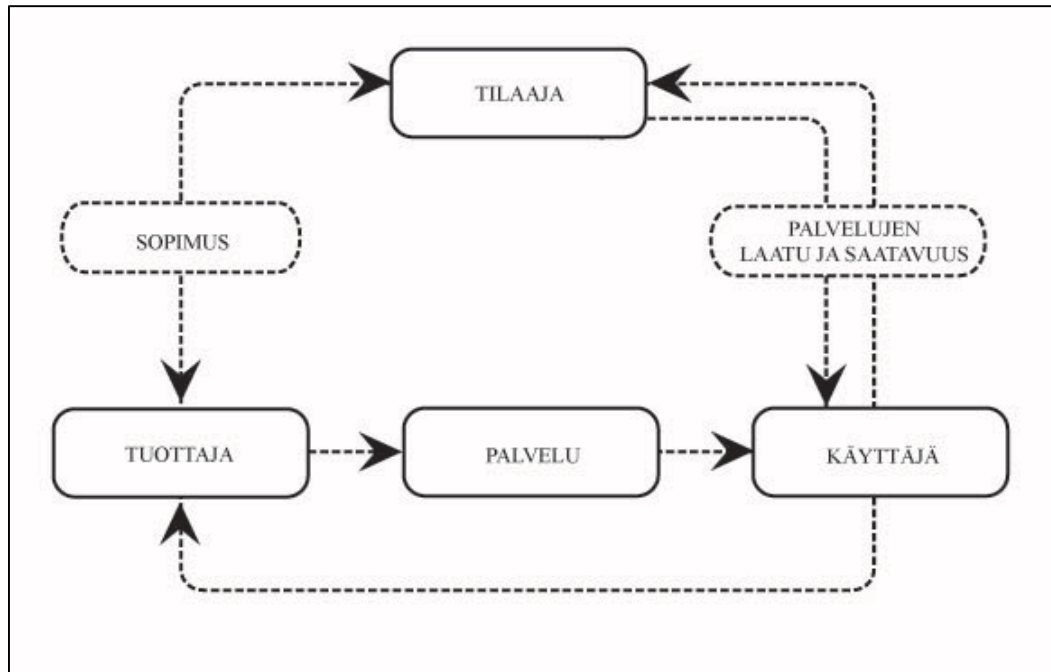 TILAAJA
SOPIMUS
PALVELUJEN
LAATU JA SAATAVUUS
TUOTTAJA
PALVELU
KÄYTTÄJÄ